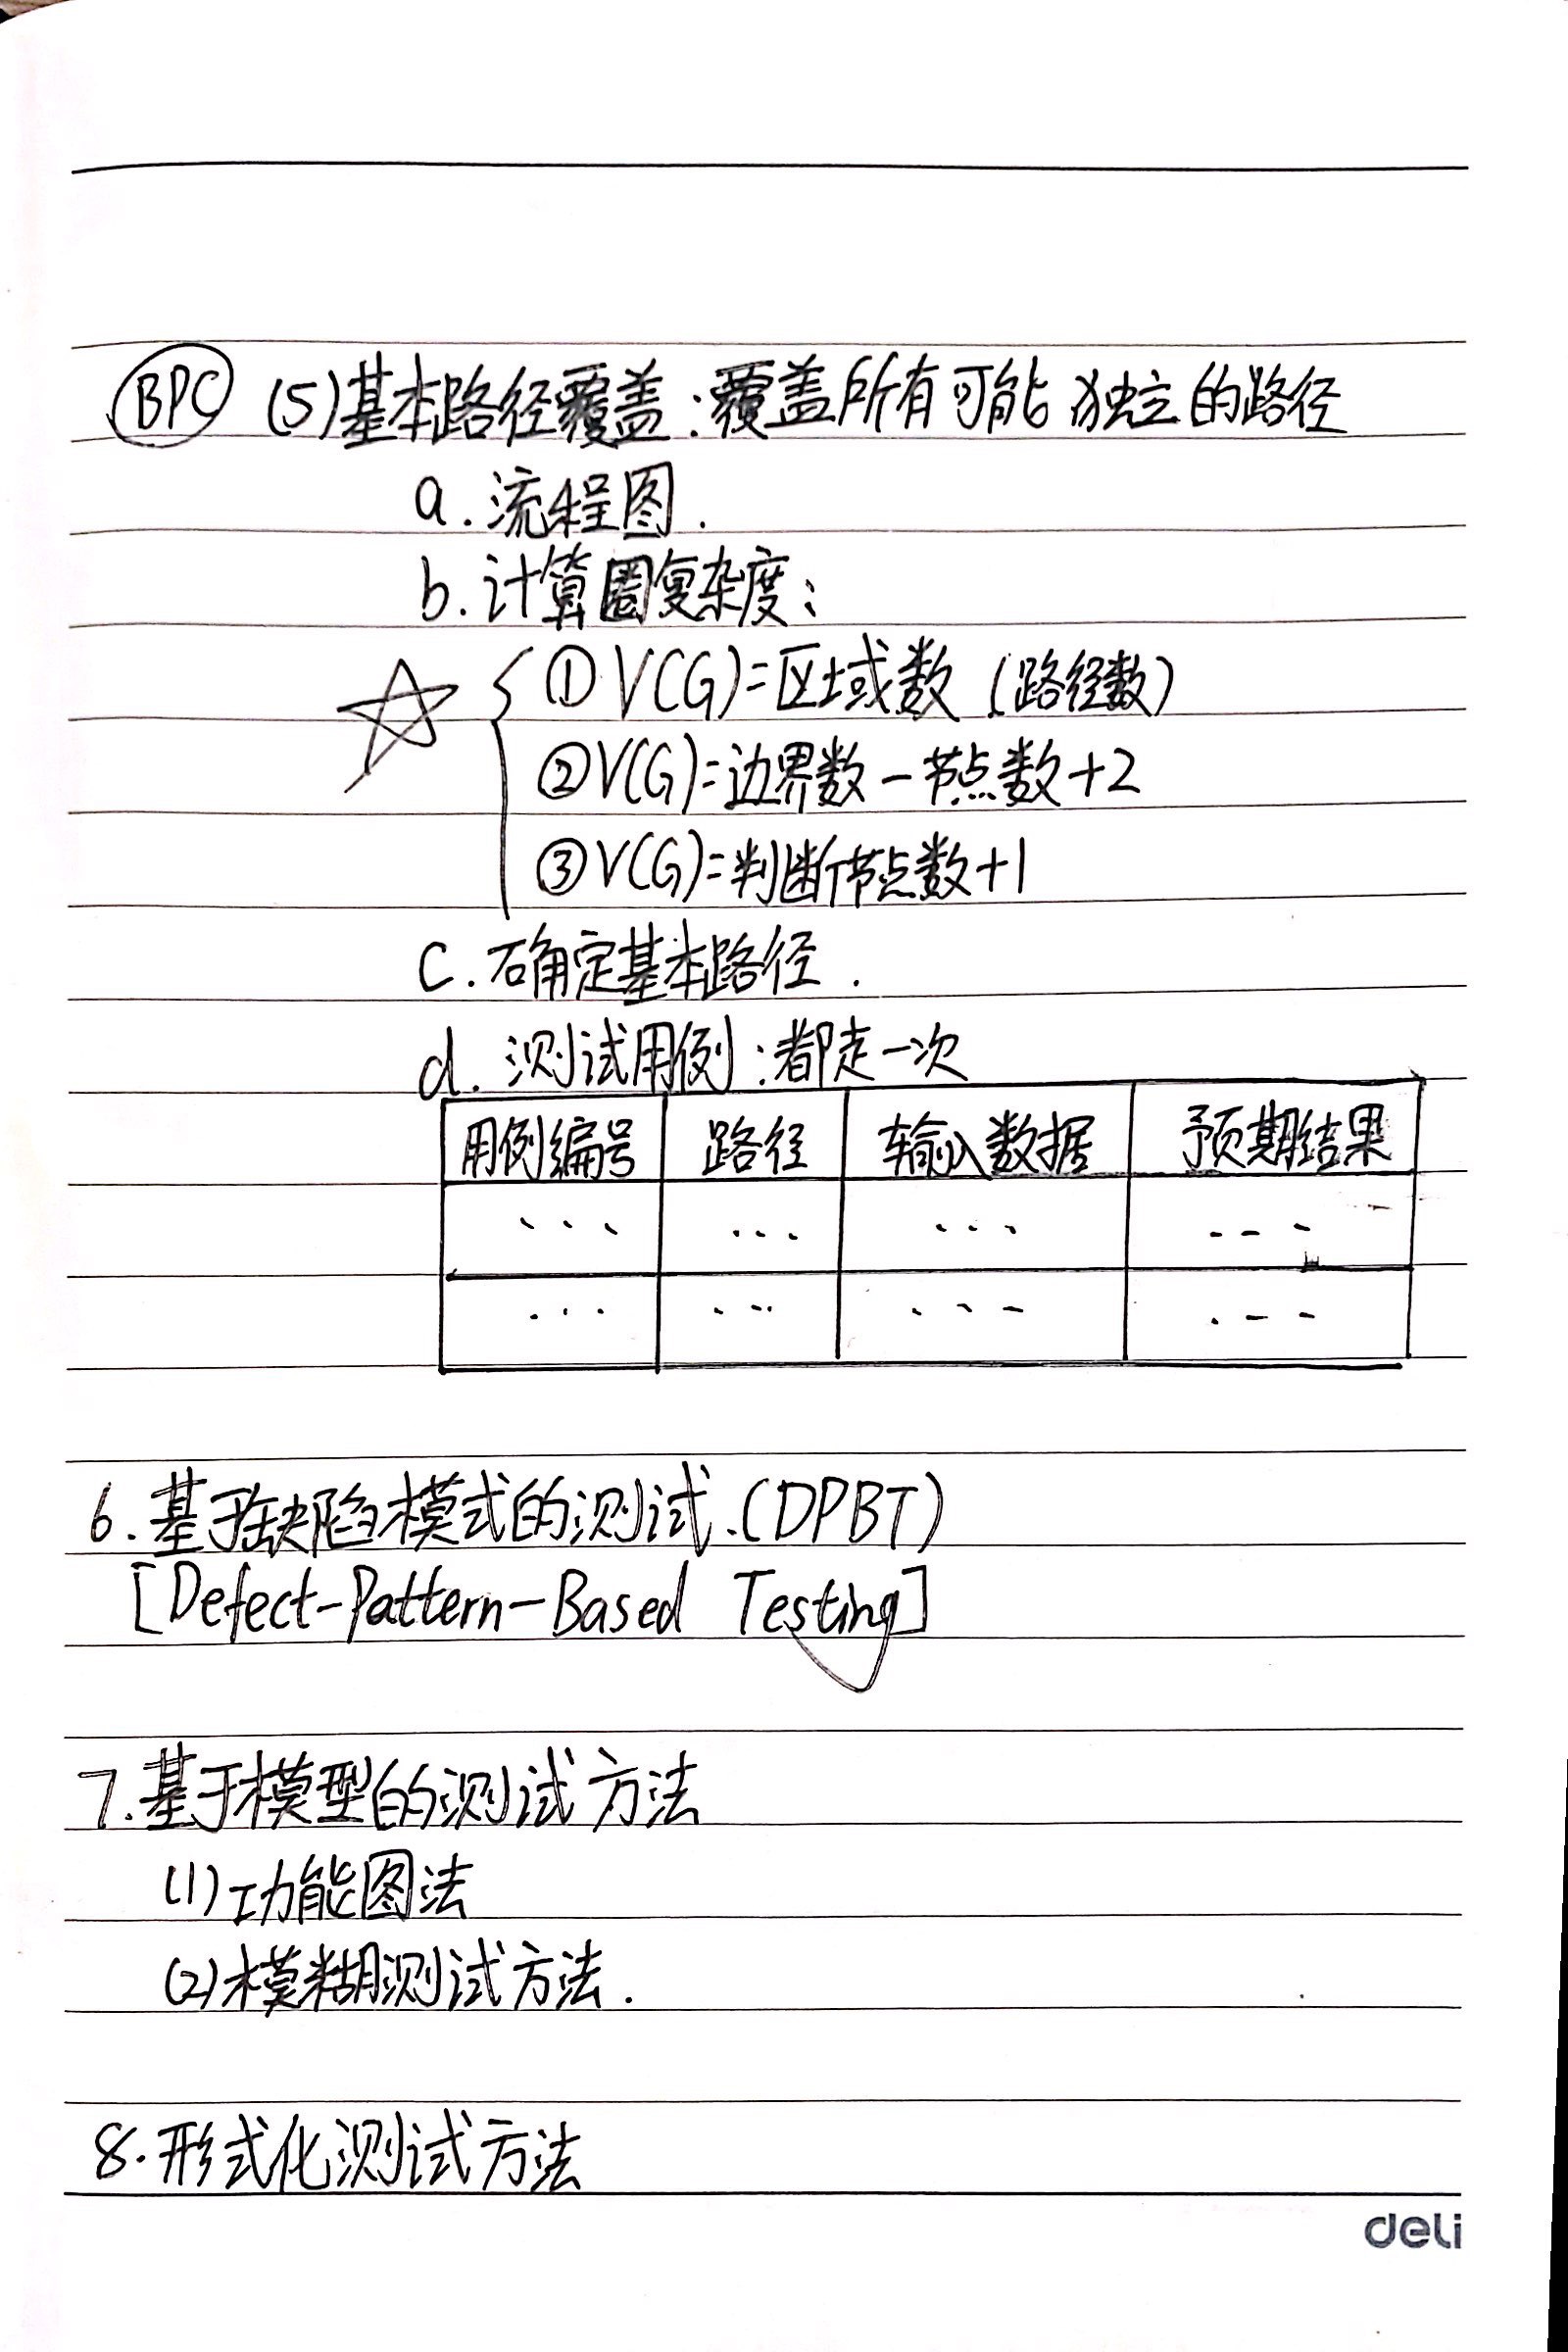 BPC (5)基本路径覆盖:覆盖所有可能独立的路径
a.流程图.
b.计算圈复杂度:
①V(G)=区域数(路径数)
②V(G)=边界数-节点数+2
③V(G)=判断节点数+1
c.确定基本路径.
d.测试用例:都走一次
用例编号 路径 输入数据 预期结果
... ... ... ---
... ... ... ---
6.基于缺陷模式的测试.(DPBT)
[Defect-Pattern-Based Testing]
7.基于模型的测试方法
(1)功能图法
(2)模糊测试方法.
8.形式化测试方法
deli